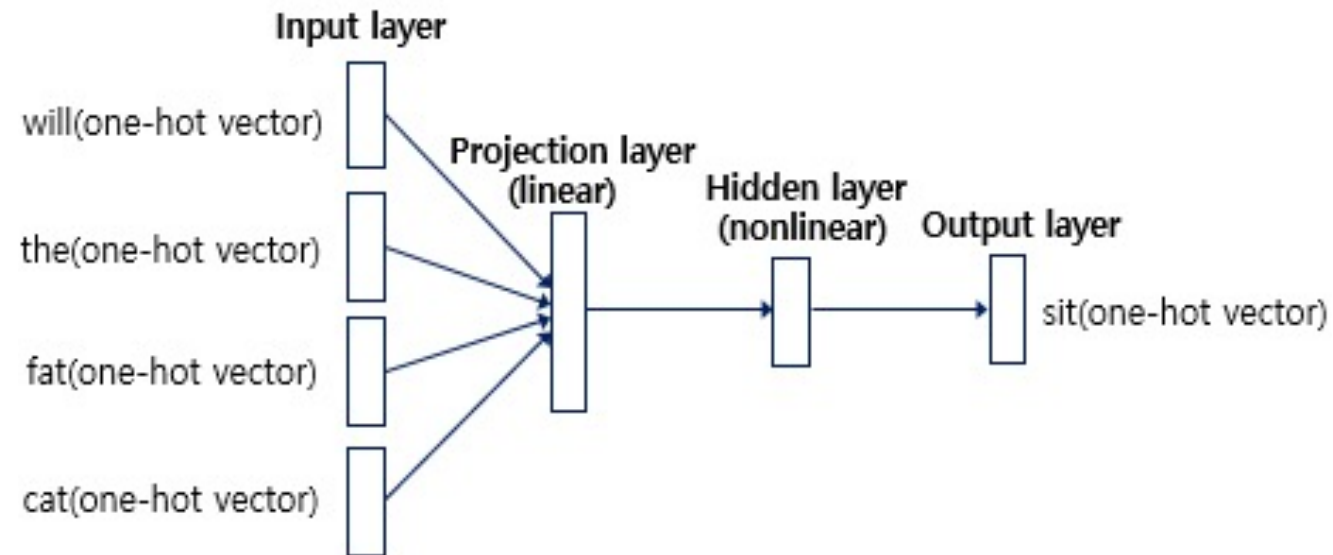 Input layer
will(one-hot vector)
the(one-hot vector)
fat(one-hot vector)
cat(one-hot vector)
Projection layer
(linear)
Hidden layer
(nonlinear)
Output layer
sit(one-hot vector)